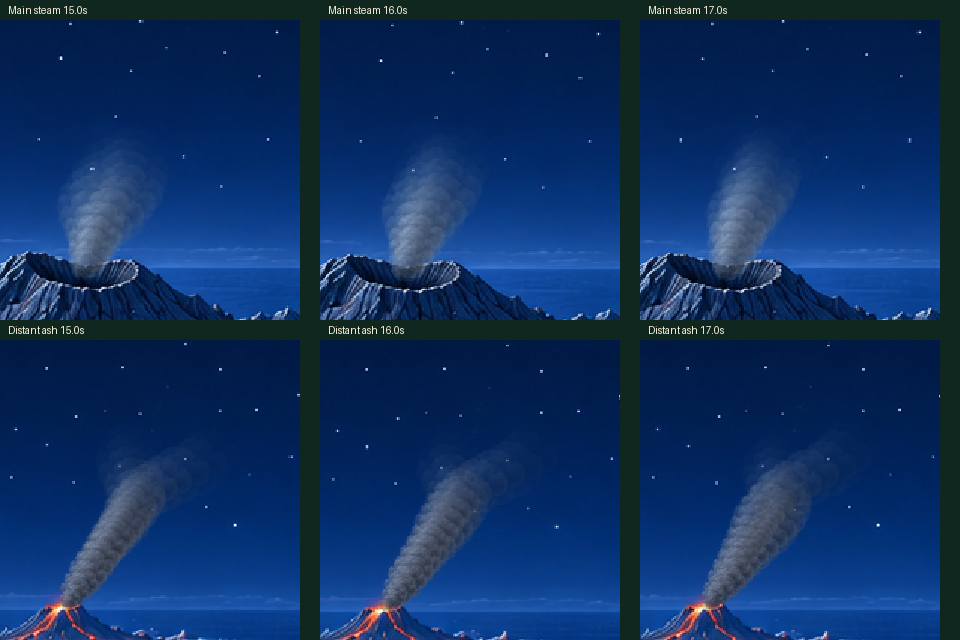 Main steam 15.0s
Main steam 16.0s
Main steam 17.0s
Distant ash 15.0s
Distant ash 16.0s
Distant ash 17.0s